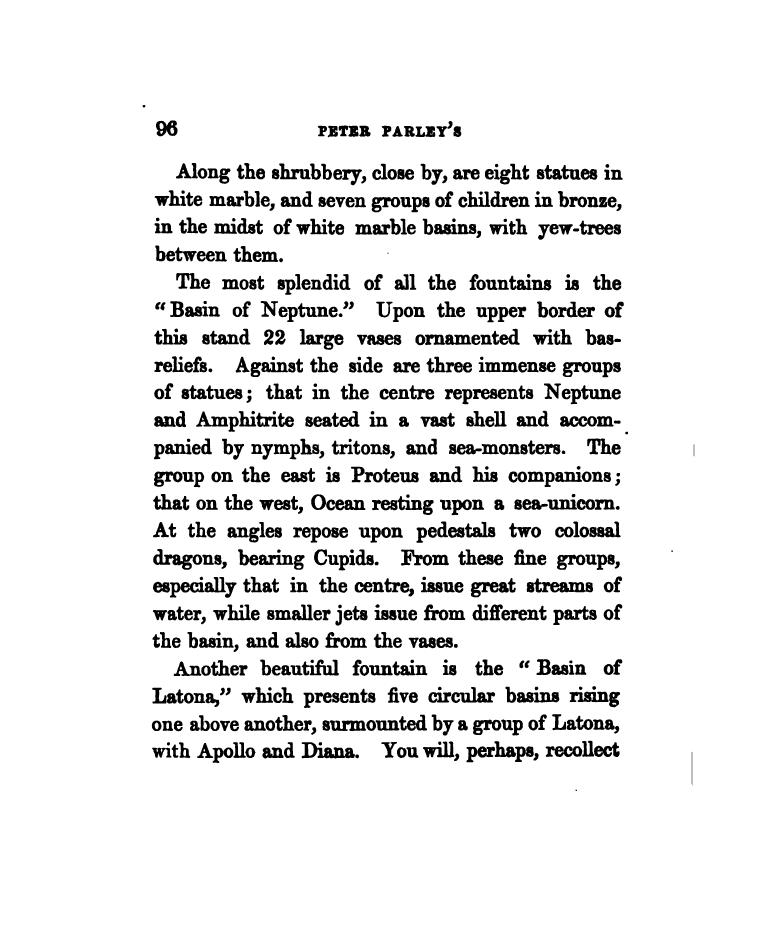 96 PETER PARLEY'S
Along the shrubbery, close by, are eight statues in
white marble, and seven groups of children in bronze,
in the midst of white marble basins, with yew-trees
between them.
The most splendid of all the fountains is the
"Basin of Neptune." Upon the upper border of
this stand 22 large vases ornamented with bas-
reliefs. Against the side are three immense groups
of statues; that in the centre represents Neptune
and Amphitrite seated in a vast shell and accom-
panied by nymphs, tritons, and sea-monsters. The
group on the east is Proteus and his companions;
that on the west, Ocean resting upon a sea-unicorn.
At the angles repose upon pedestals two colossal
dragons, bearing Cupids. From these fine groups,
especially that in the centre, issue great streams of
water, while smaller jets issue from different parts of
the basin, and also from the vases.
Another beautiful fountain is the "Basin of
Latona," which presents five circular basins rising
one above another, surmounted by a group of Latona,
with Apollo and Diana. You will, perhaps, recollect